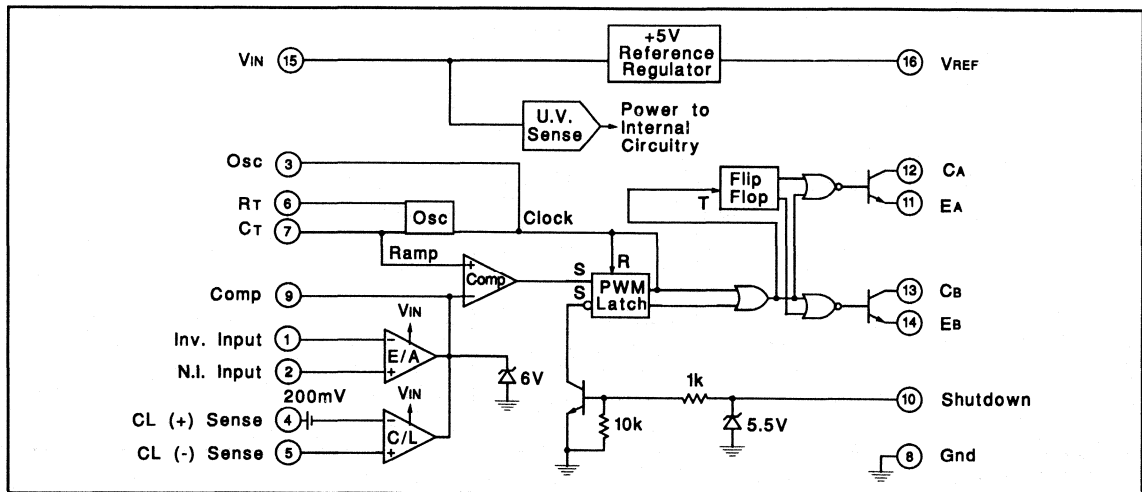 VIN 15
+5V
Reference
Regulator
16 VREF
U.V.
Sense
Power to
Internal
Circuitry
Osc 3
RT 6
CT 7
Osc
Clock
Ramp
T
Flip
Flop
12 CA
11 EA
+
−
Comp
S
S
R
PWM
Latch
Comp 9
13 CB
14 EB
Inv. Input 1
N.I. Input 2
−
E/A
+
VIN
6V
200mV
CL (+) Sense 4
CL (-) Sense 5
−
C/L
+
VIN
1k
10k
5.5V
10 Shutdown
8 Gnd